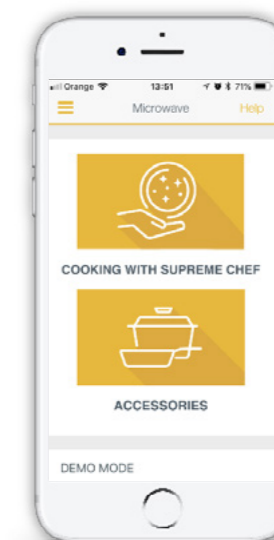 Orange 13:51 71%
Microwave Help
COOKING WITH SUPREME CHEF
ACCESSORIES
DEMO MODE